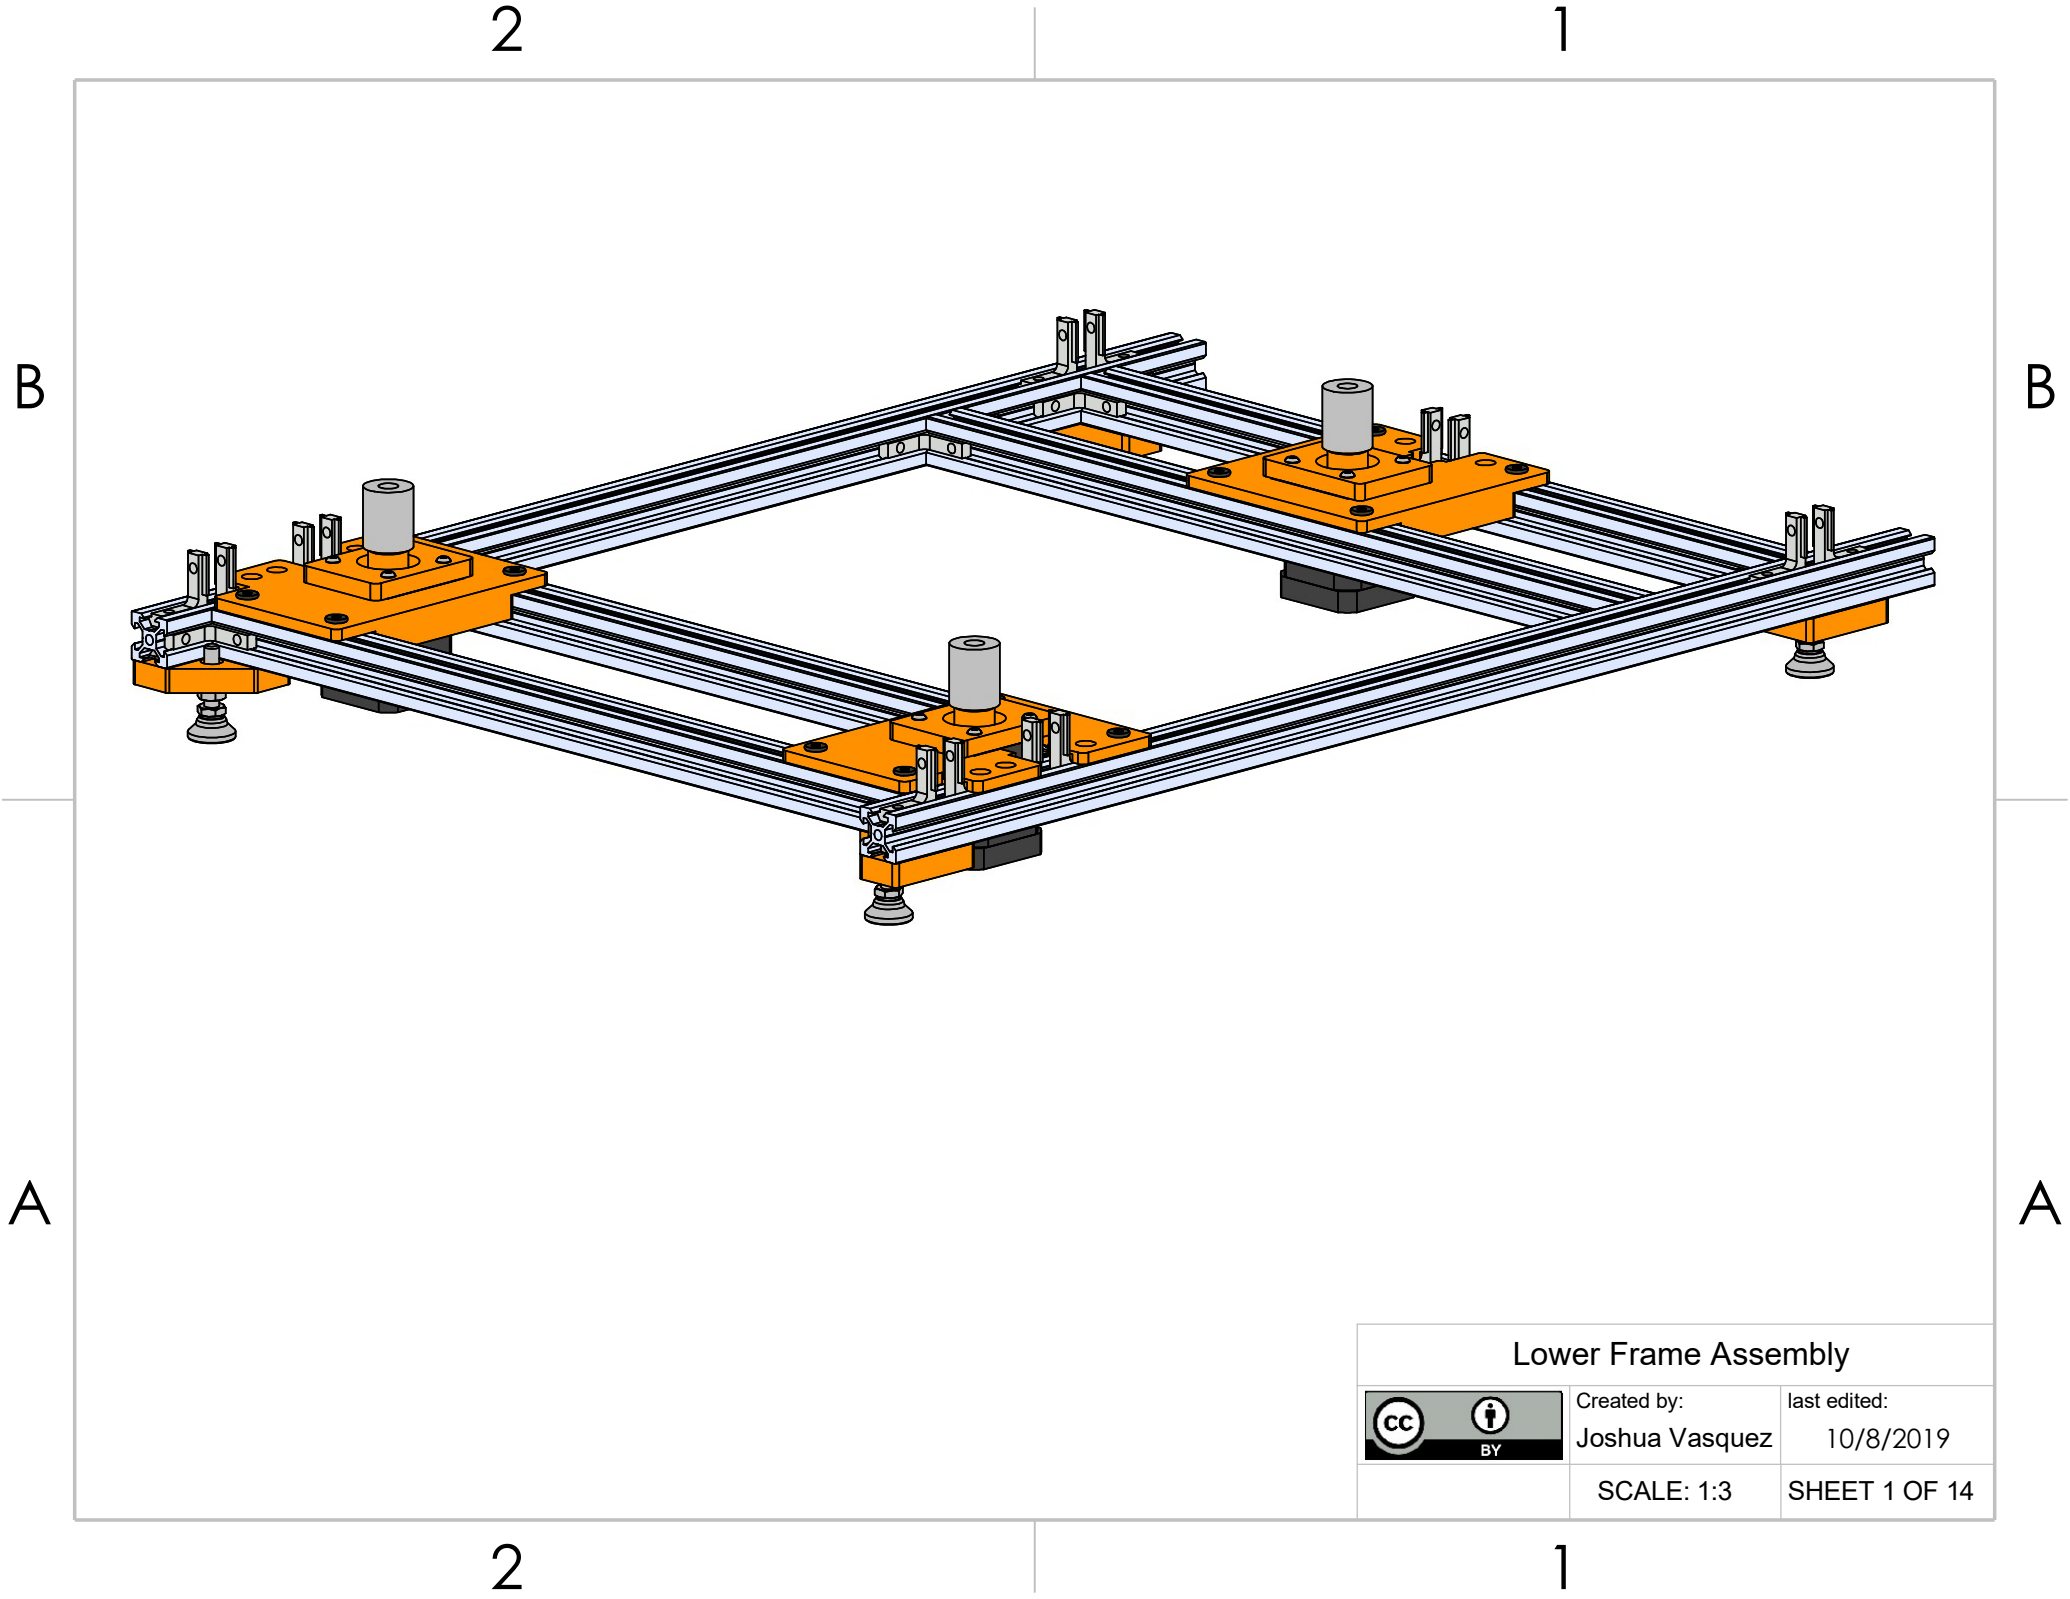 2 1
B B
A A
Lower Frame Assembly
cc BY
Created by:
Joshua Vasquez
last edited:
10/8/2019
SCALE: 1:3
SHEET 1 OF 14
2 1